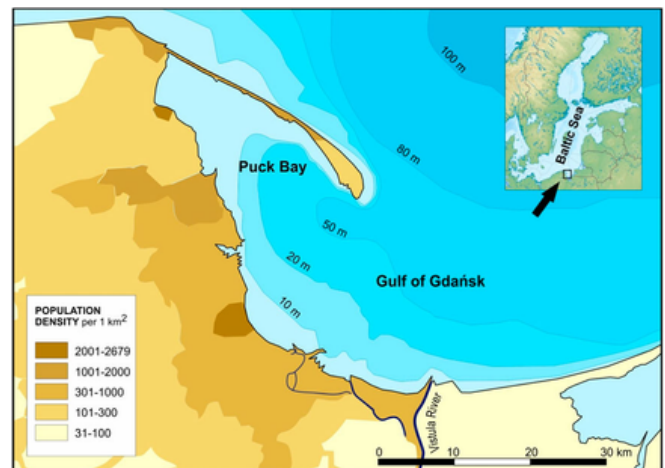 100 m
Baltic Sea
80 m
Puck Bay
50 m
20 m
Gulf of Gdańsk
10 m
POPULATION
DENSITY per 1 km²
2001-2679
1001-2000
301-1000
101-300
31-100
Vistula River
0 10 20 30 km